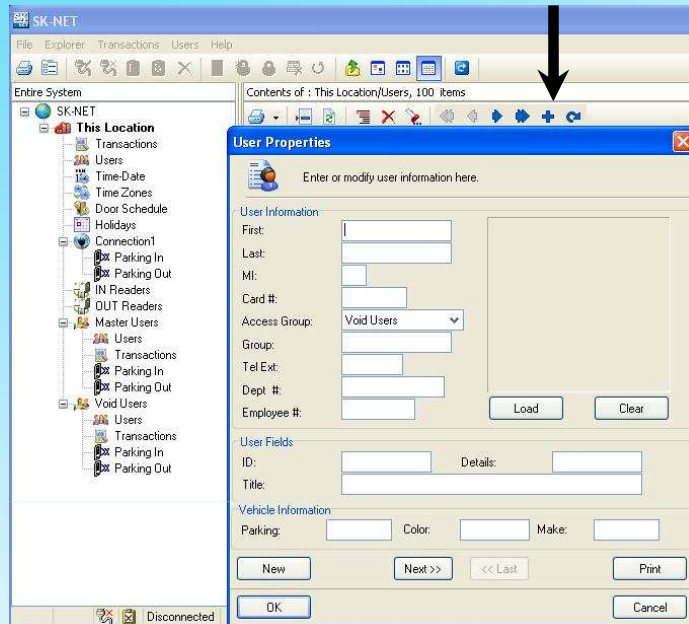 SK-NET
File Explorer Transactions Users Help
Entire System
Contents of : This Location/Users, 100 items
SK-NET
This Location
Transactions
Users
Time-Date
Time Zones
Door Schedule
Holidays
Connection1
Parking In
Parking Out
IN Readers
OUT Readers
Master Users
Users
Transactions
Parking In
Parking Out
Void Users
Users
Transactions
Parking In
Parking Out
Disconnected
User Properties
Enter or modify user information here.
User Information
First:
Last:
MI:
Card #:
Access Group: Void Users
Group:
Tel Ext:
Dept #:
Employee #:
Load Clear
User Fields
ID: Details:
Title:
Vehicle Information
Parking: Color: Make:
New Next >> << Last Print
OK Cancel